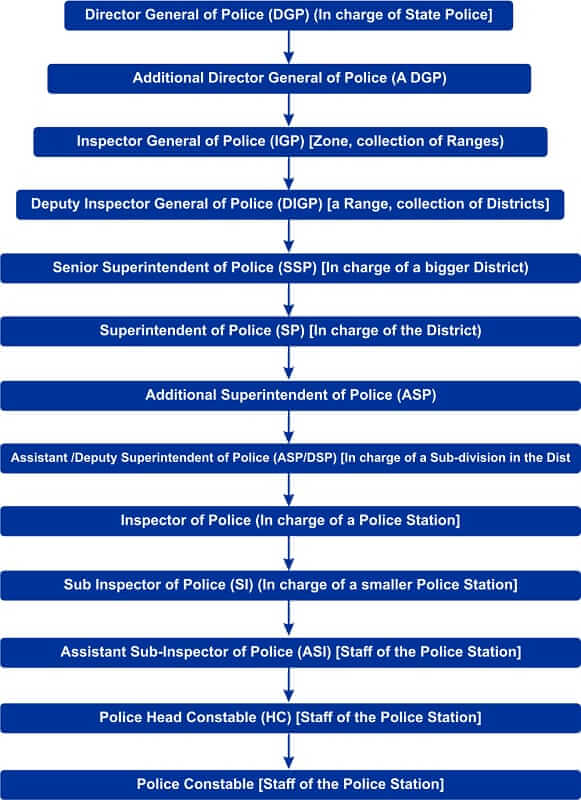 Director General of Police (DGP) (In charge of State Police]
Additional Director General of Police (A DGP)
Inspector General of Police (IGP) [Zone, collection of Ranges)
Deputy Inspector General of Police (DIGP) [a Range, collection of Districts]
Senior Superintendent of Police (SSP) [In charge of a bigger District)
Superintendent of Police (SP) [In charge of the District)
Additional Superintendent of Police (ASP)
Assistant /Deputy Superintendent of Police (ASP/DSP) [In charge of a Sub-division in the Dist
Inspector of Police (In charge of a Police Station]
Sub Inspector of Police (SI) (In charge of a smaller Police Station]
Assistant Sub-Inspector of Police (ASI) [Staff of the Police Station]
Police Head Constable (HC) [Staff of the Police Station]
Police Constable [Staff of the Police Station]